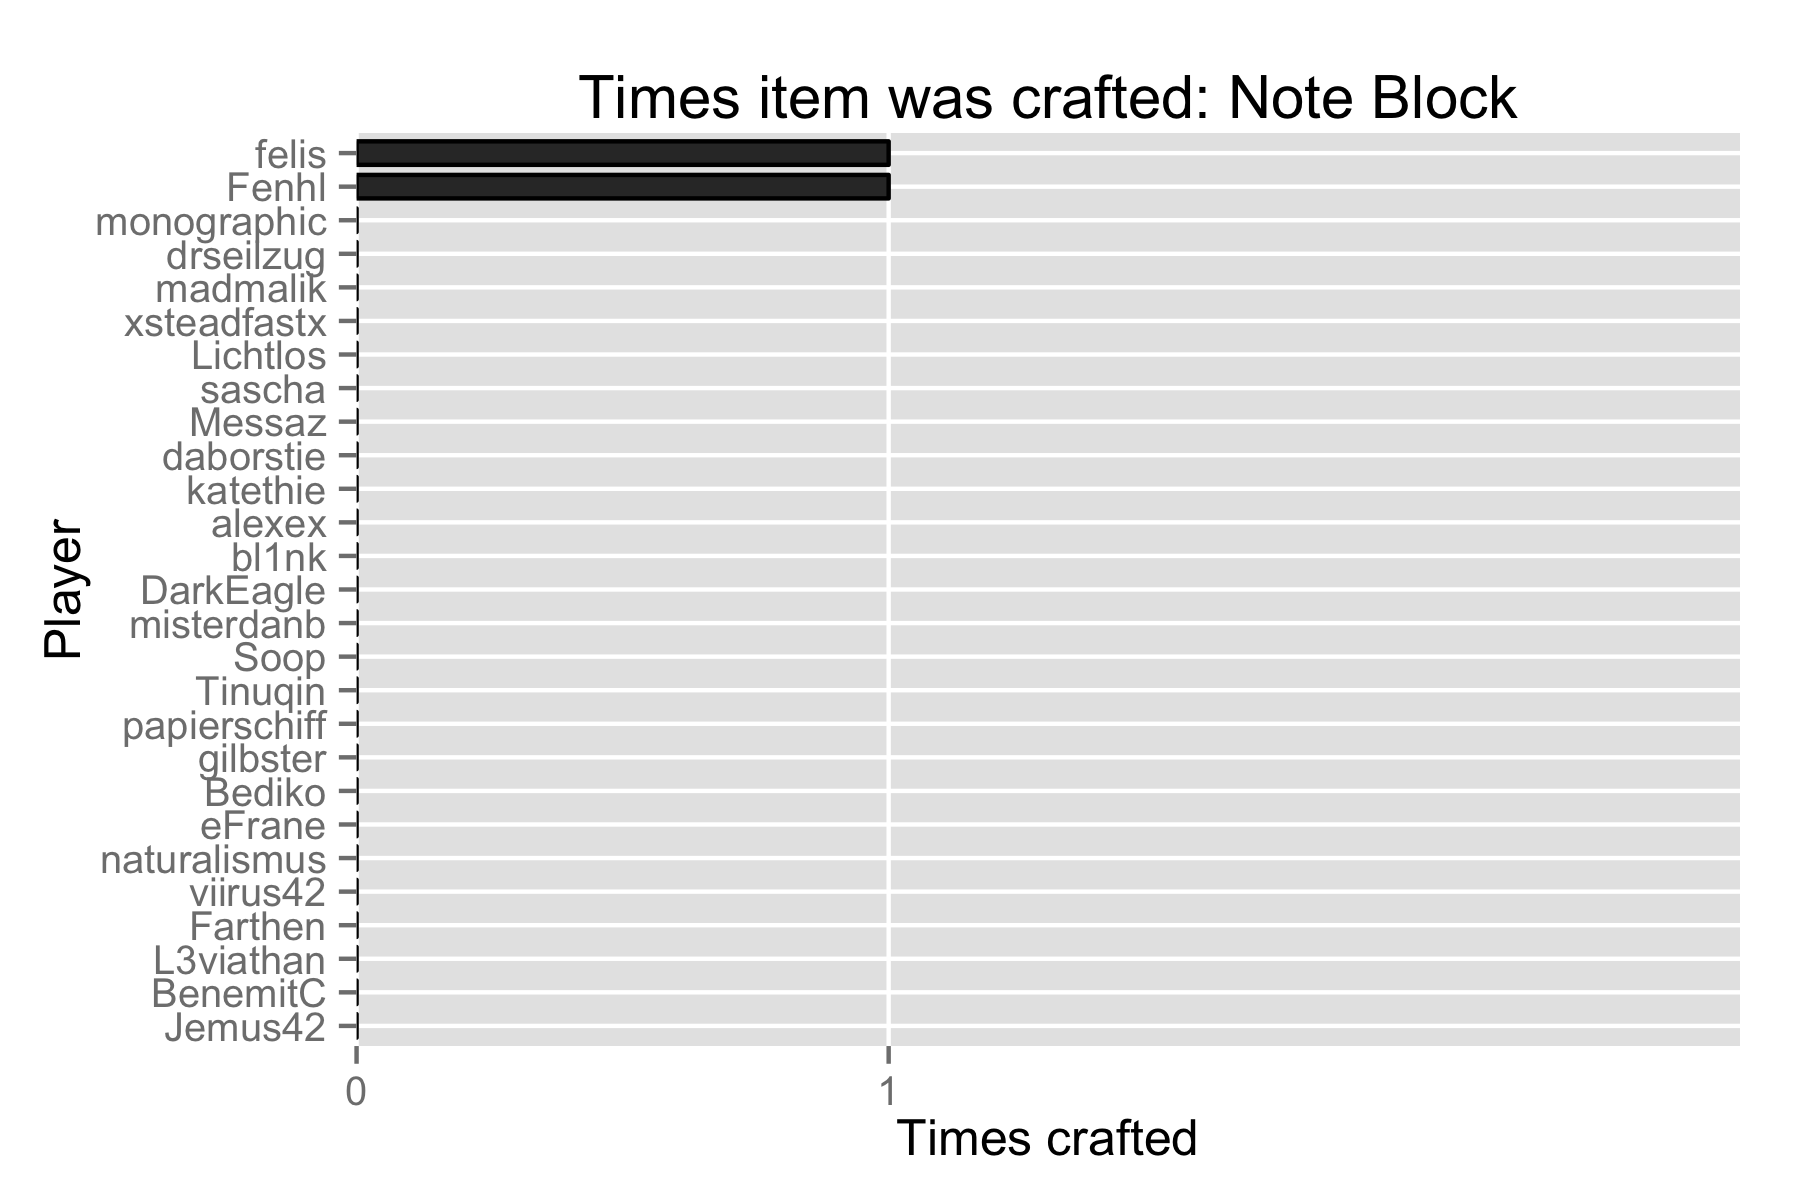 Times item was crafted: Note Block
felis
Fenhl
monographic
drseilzug
madmalik
xsteadfastx
Lichtlos
sascha
Messaz
daborstie
katethie
alexex
bl1nk
DarkEagle
misterdanb
Soop
Tinuqin
papierschiff
gilbster
Bediko
eFrane
naturalismus
viirus42
Farthen
L3viathan
BenemitC
Jemus42
Player
0 1
Times crafted